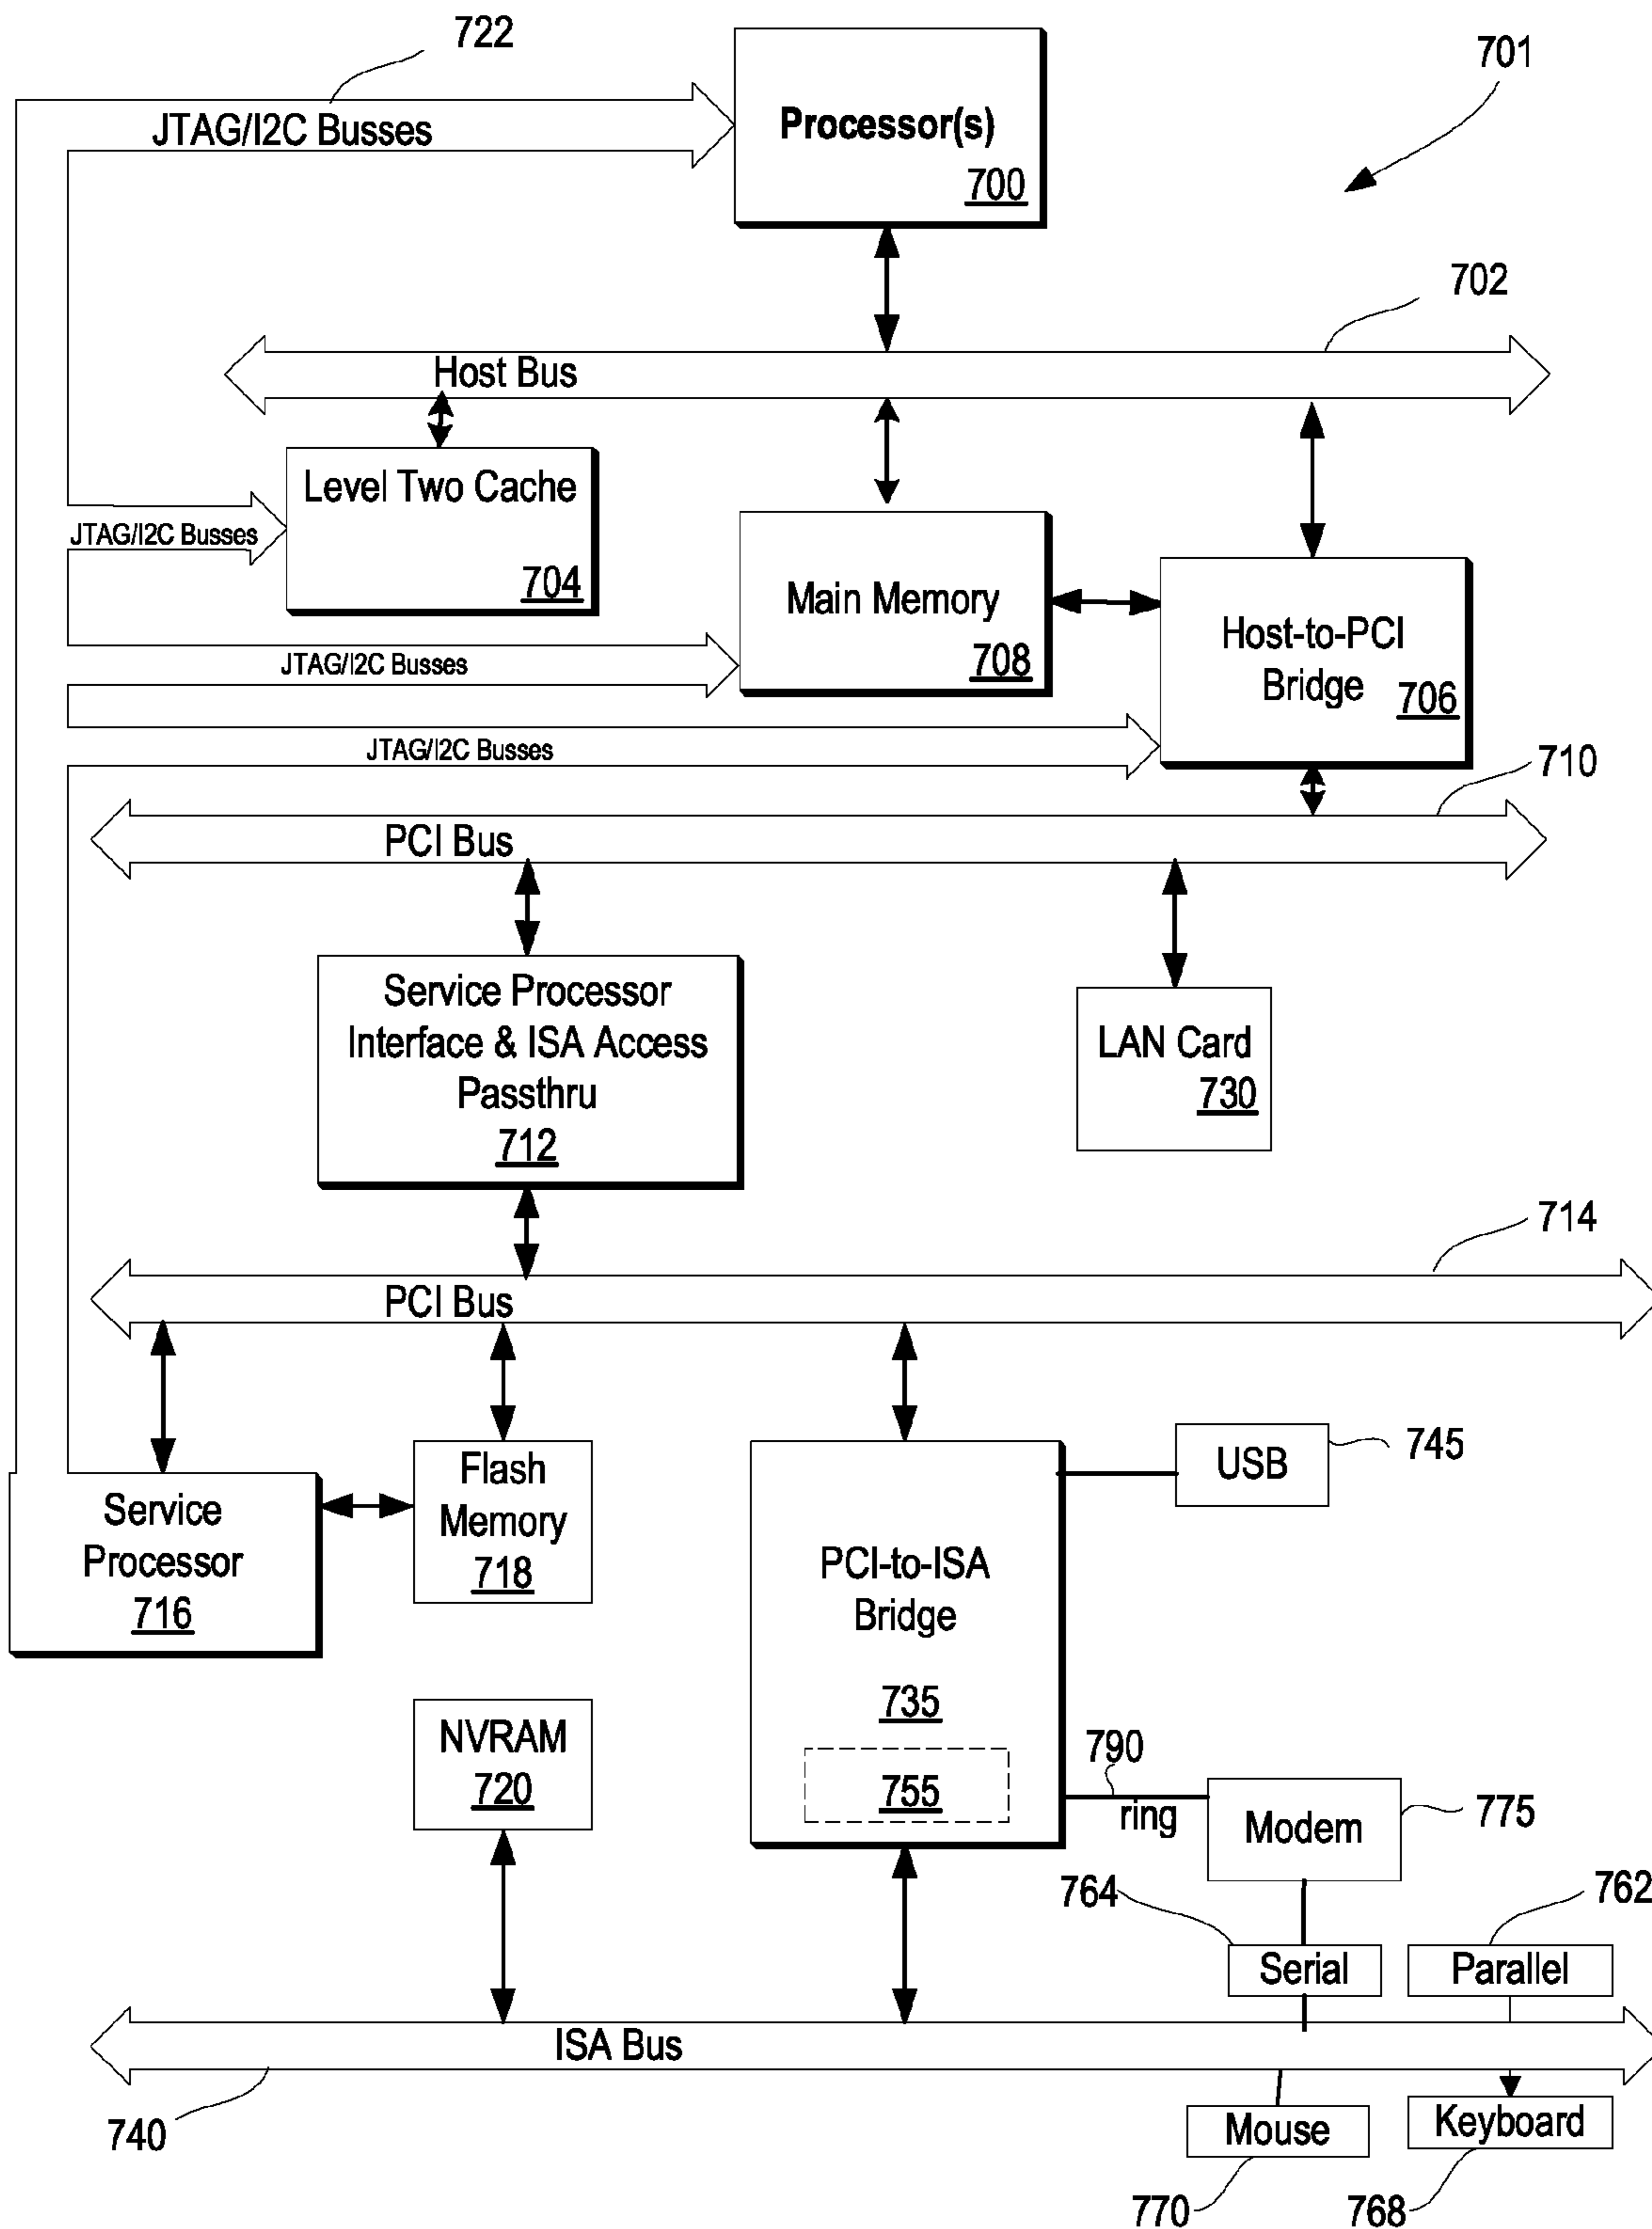 722
701
JTAG/I2C Busses
Processor(s)
700
702
Host Bus
Level Two Cache
704
JTAG/I2C Busses
Main Memory
708
Host-to-PCI
Bridge
706
JTAG/I2C Busses
JTAG/I2C Busses
710
PCI Bus
Service Processor
Interface & ISA Access
Passthru
712
LAN Card
730
714
PCI Bus
Service
Processor
716
Flash
Memory
718
USB
745
PCI-to-ISA
Bridge
735
755
NVRAM
720
790
ring
Modem
775
764
762
Serial
Parallel
ISA Bus
740
Mouse
Keyboard
770
768